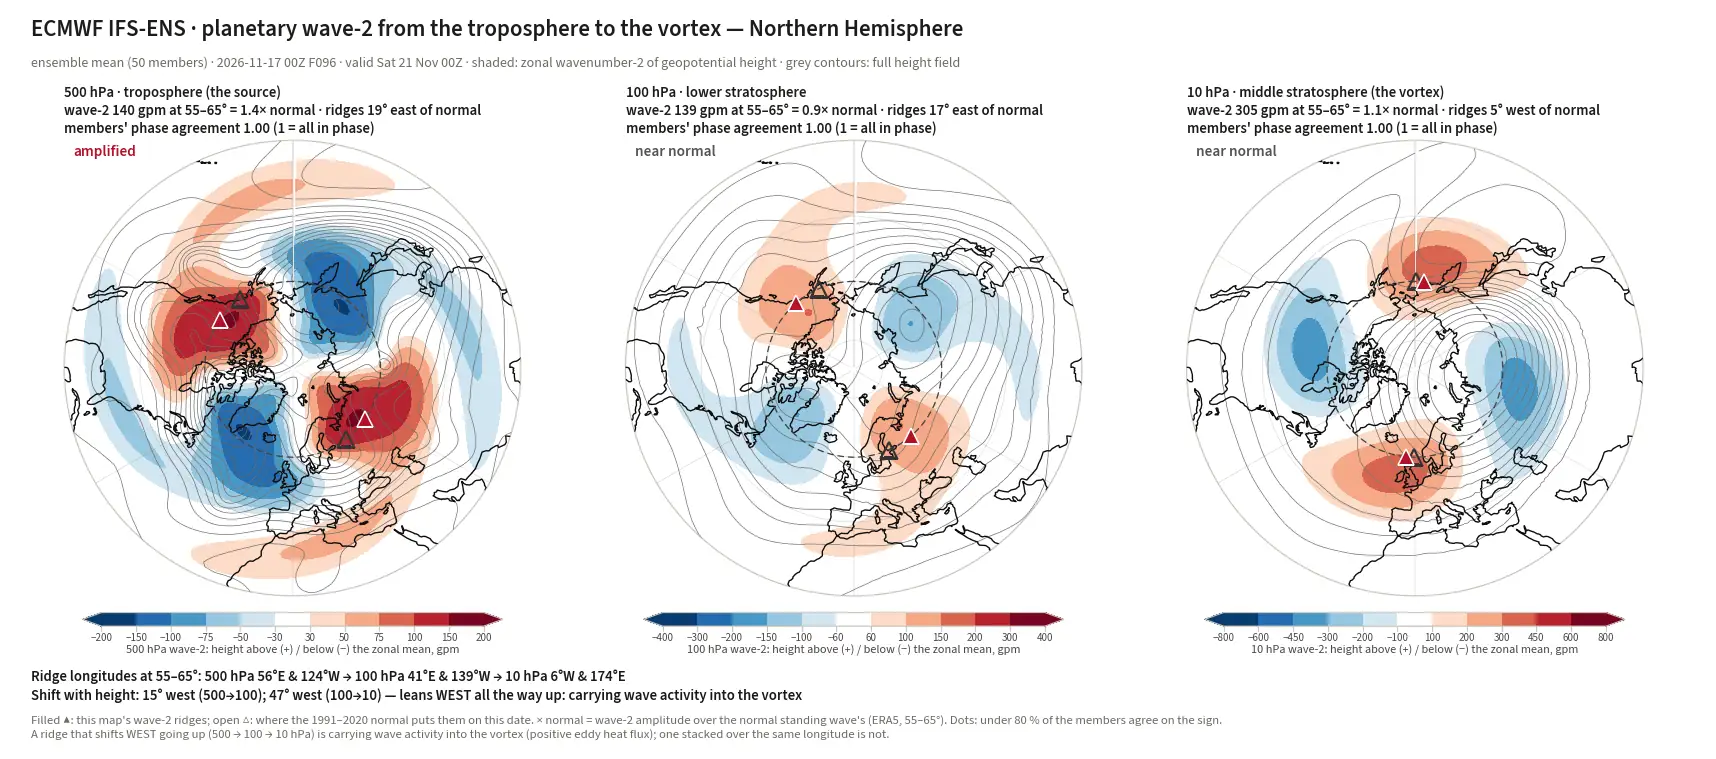 ECMWF IFS-ENS · planetary wave-2 from the troposphere to the vortex — Northern Hemisphere
ensemble mean (50 members) · 2026-11-17 00Z F096 · valid Sat 21 Nov 00Z · shaded: zonal wavenumber-2 of geopotential height · grey contours: full height field
500 hPa · troposphere (the source)
wave-2 140 gpm at 55–65° = 1.4× normal · ridges 19° east of normal
members' phase agreement 1.00 (1 = all in phase)
amplified
100 hPa · lower stratosphere
wave-2 139 gpm at 55–65° = 0.9× normal · ridges 17° east of normal
members' phase agreement 1.00 (1 = all in phase)
near normal
10 hPa · middle stratosphere (the vortex)
wave-2 305 gpm at 55–65° = 1.1× normal · ridges 5° west of normal
members' phase agreement 1.00 (1 = all in phase)
near normal
−200 −150 −100 −75 −50 −30 30 50 75 100 150 200
500 hPa wave-2: height above (+) / below (−) the zonal mean, gpm
−400 −300 −200 −150 −100 −60 60 100 150 200 300 400
100 hPa wave-2: height above (+) / below (−) the zonal mean, gpm
−800 −600 −450 −300 −200 −100 100 200 300 450 600 800
10 hPa wave-2: height above (+) / below (−) the zonal mean, gpm
Ridge longitudes at 55–65°: 500 hPa 56°E & 124°W → 100 hPa 41°E & 139°W → 10 hPa 6°W & 174°E
Shift with height: 15° west (500→100); 47° west (100→10) — leans WEST all the way up: carrying wave activity into the vortex
Filled ▲: this map's wave-2 ridges; open △: where the 1991–2020 normal puts them on this date. × normal = wave-2 amplitude over the normal standing wave's (ERA5, 55–65°). Dots: under 80 % of the members agree on the sign.
A ridge that shifts WEST going up (500 → 100 → 10 hPa) is carrying wave activity into the vortex (positive eddy heat flux); one stacked over the same longitude is not.